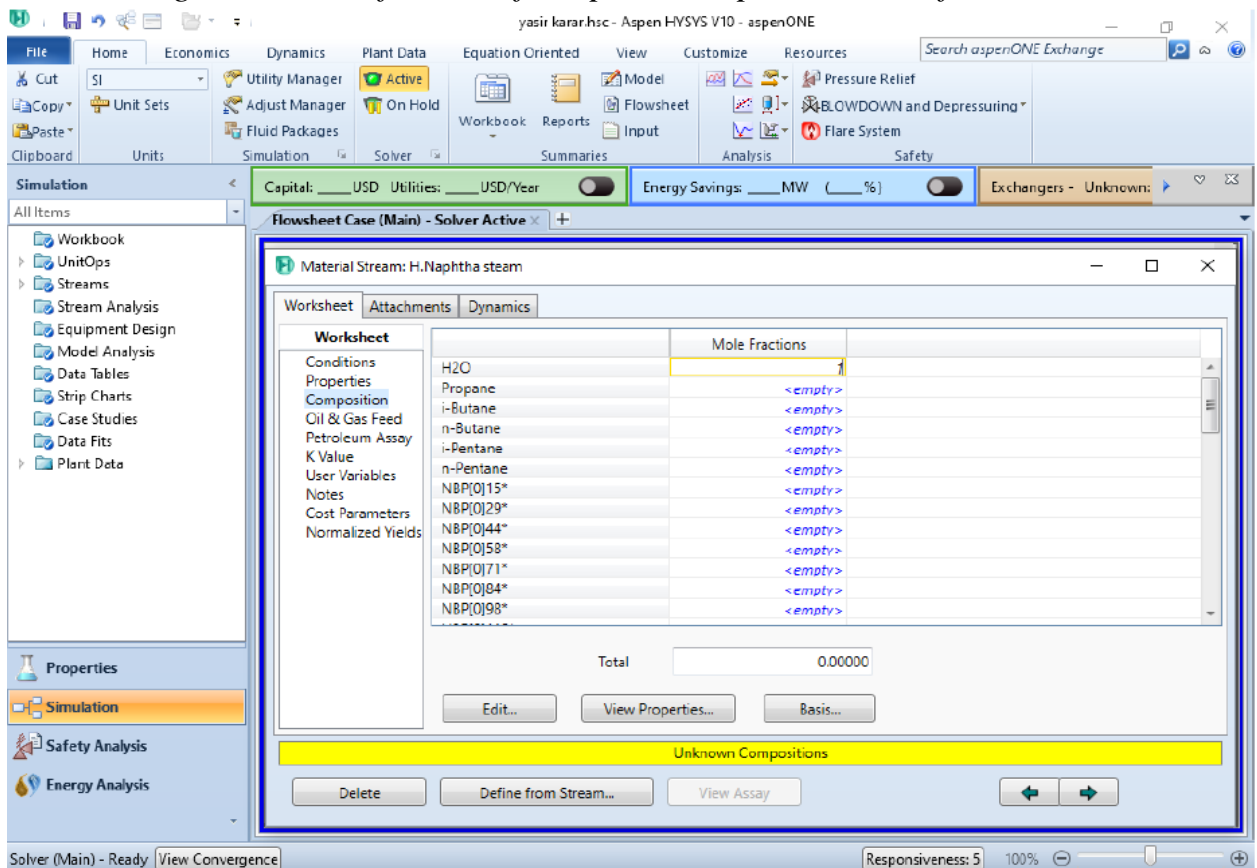 yasir karar.hsc - Aspen HYSYS V10 - aspenONE
File Home Economics Dynamics Plant Data Equation Oriented View Customize Resources Search aspenONE Exchange
Cut SI Utility Manager Active Model Pressure Relief
Copy Unit Sets Adjust Manager On Hold Workbook Reports Flowsheet BLOWDOWN and Depressuring
Paste Fluid Packages Input Flare System
Clipboard Units Simulation Solver Summaries Analysis Safety
Simulation < Capital: ____USD Utilities: ____USD/Year Energy Savings: ____MW (____%) Exchangers - Unknown:
All Items
Flowsheet Case (Main) - Solver Active × +
Workbook
UnitOps
Streams
Stream Analysis
Equipment Design
Model Analysis
Data Tables
Strip Charts
Case Studies
Data Fits
Plant Data
Properties
Simulation
Safety Analysis
Energy Analysis
Material Stream: H.Naphtha steam
Worksheet Attachments Dynamics
Worksheet
Conditions
Properties
Composition
Oil & Gas Feed
Petroleum Assay
K Value
User Variables
Notes
Cost Parameters
Normalized Yields
Mole Fractions
H2O 1
Propane <empty>
i-Butane <empty>
n-Butane <empty>
i-Pentane <empty>
n-Pentane <empty>
NBP[0]15* <empty>
NBP[0]29* <empty>
NBP[0]44* <empty>
NBP[0]58* <empty>
NBP[0]71* <empty>
NBP[0]84* <empty>
NBP[0]98* <empty>
Total 0.00000
Edit... View Properties... Basis...
Unknown Compositions
Delete Define from Stream... View Assay
Solver (Main) - Ready View Convergence Responsiveness: 5 100%